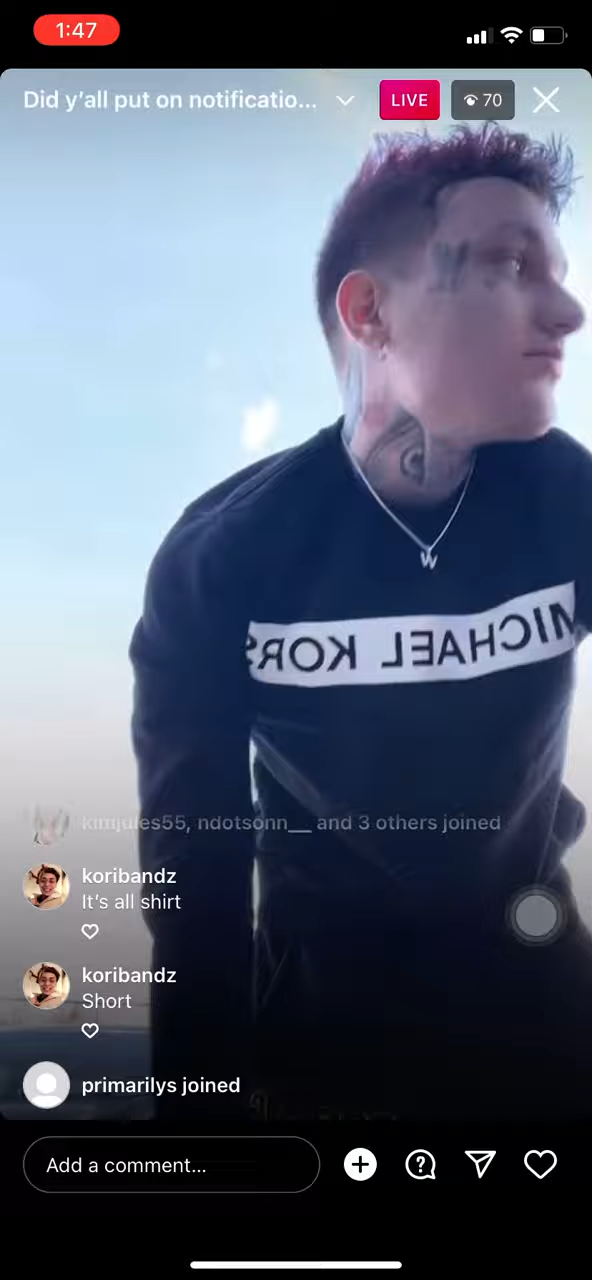 1:47
Did y'all put on notificatio...
LIVE
70
W
MICHAEL KORS
kimjules55, ndotsonn__ and 3 others joined
koribandz
It's all shirt
koribandz
Short
primarilys joined
Add a comment...